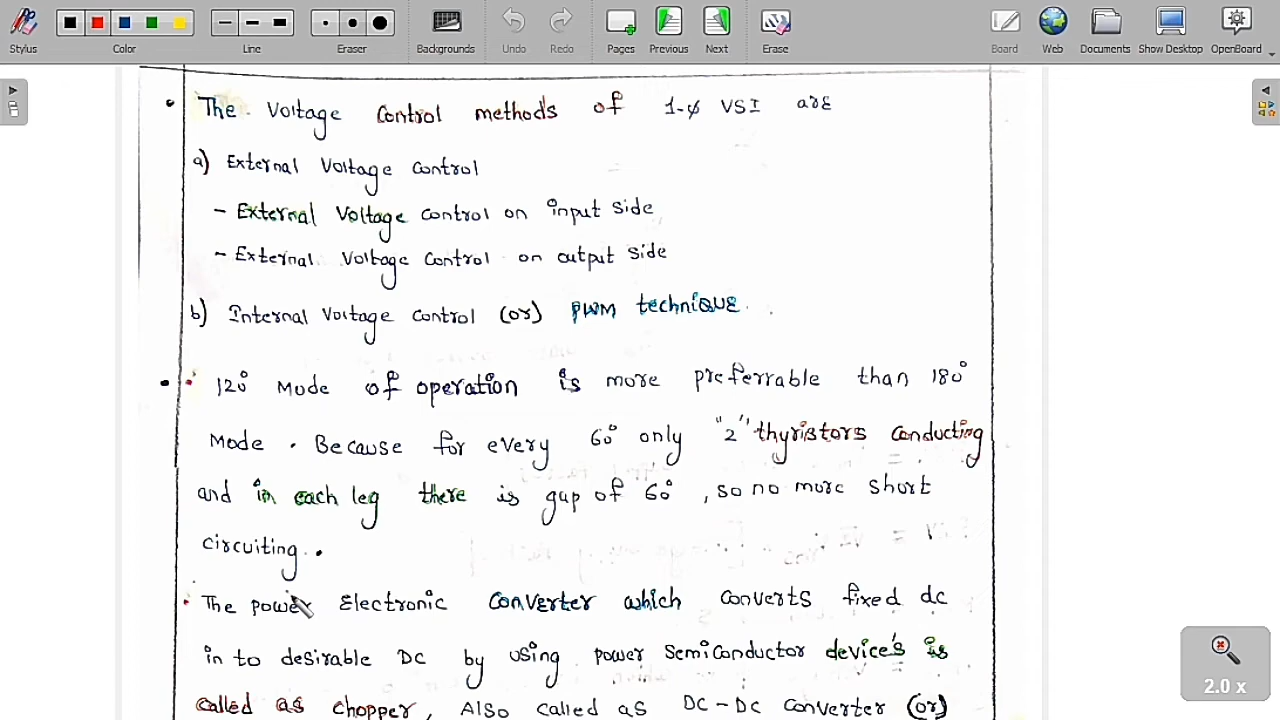 Stylus Color Line Eraser Backgrounds Undo Redo Pages Previous Next Erase Board Web Documents Show Desktop OpenBoard
• The Voltage Control methods of 1-ϕ VSI are
a) External Voltage control
- External Voltage control on input side
- External Voltage control on output side
b) Internal Voltage control (or) PWM technique.
• 120° Mode of operation is more preferrable than 180°
Mode. Because for every 60° only "2" thyristors conducting
and in each leg there is gap of 60°, so no more short
circuiting.
• The power Electronic converter which converts fixed dc
in to desirable DC by using power semiconductor device's is
called as chopper, Also called as DC-DC converter (or)
2.0 x